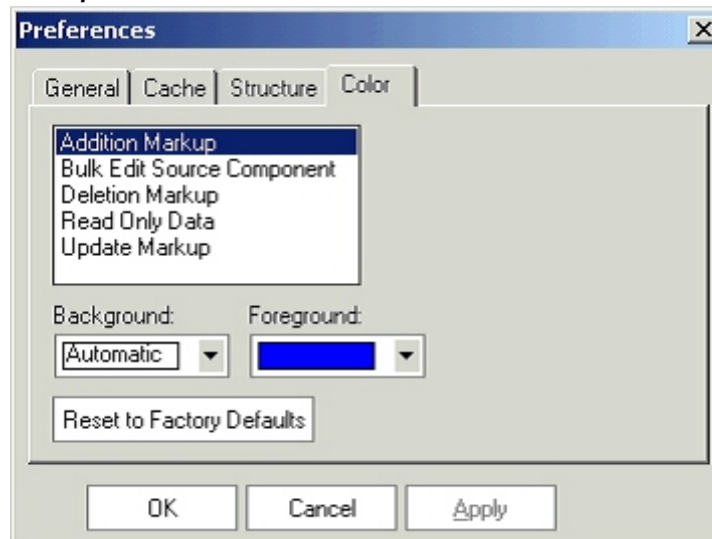 Preferences
General Cache Structure Color
Addition Markup
Bulk Edit Source Component
Deletion Markup
Read Only Data
Update Markup
Background: Foreground:
Automatic
Reset to Factory Defaults
OK Cancel Apply